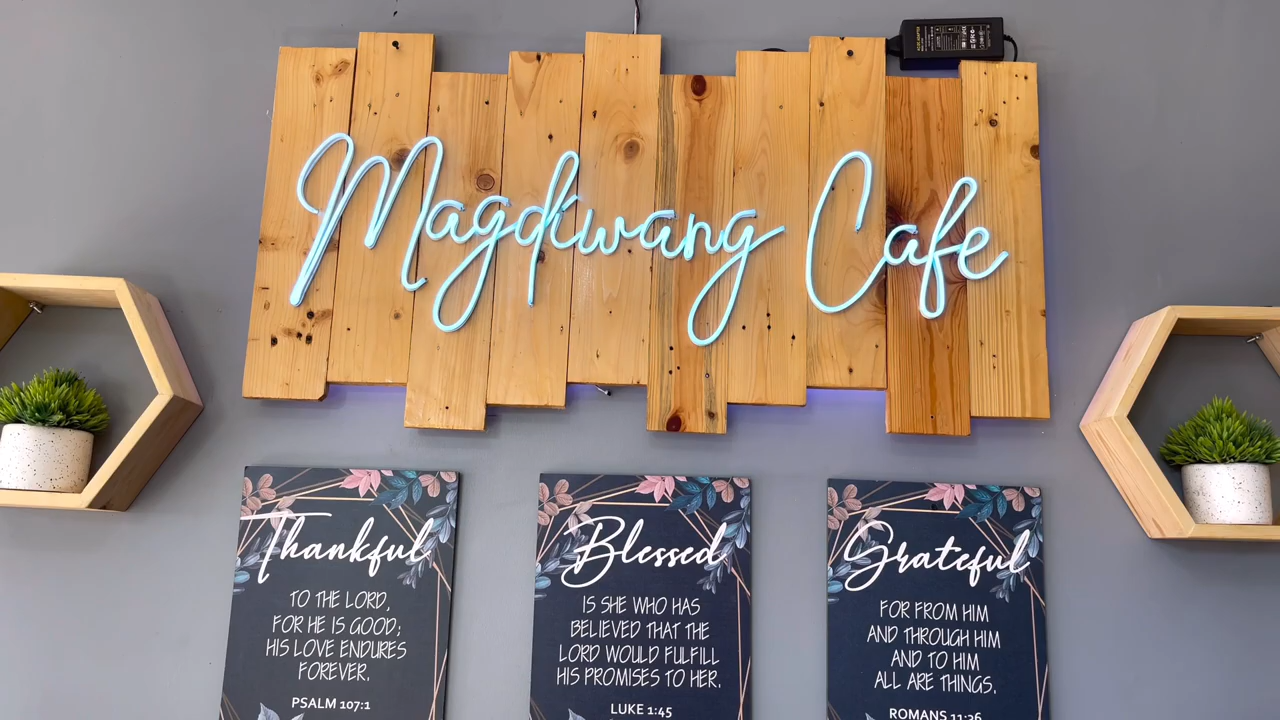 Magdkwang Cafe
Thankful
TO THE LORD,
FOR HE IS GOOD;
HIS LOVE ENDURES
FOREVER.
PSALM 107:1
Blessed
IS SHE WHO HAS
BELIEVED THAT THE
LORD WOULD FULFILL
HIS PROMISES TO HER.
LUKE 1:45
Grateful
FOR FROM HIM
AND THROUGH HIM
AND TO HIM
ALL ARE THINGS.
ROMANS 11:36